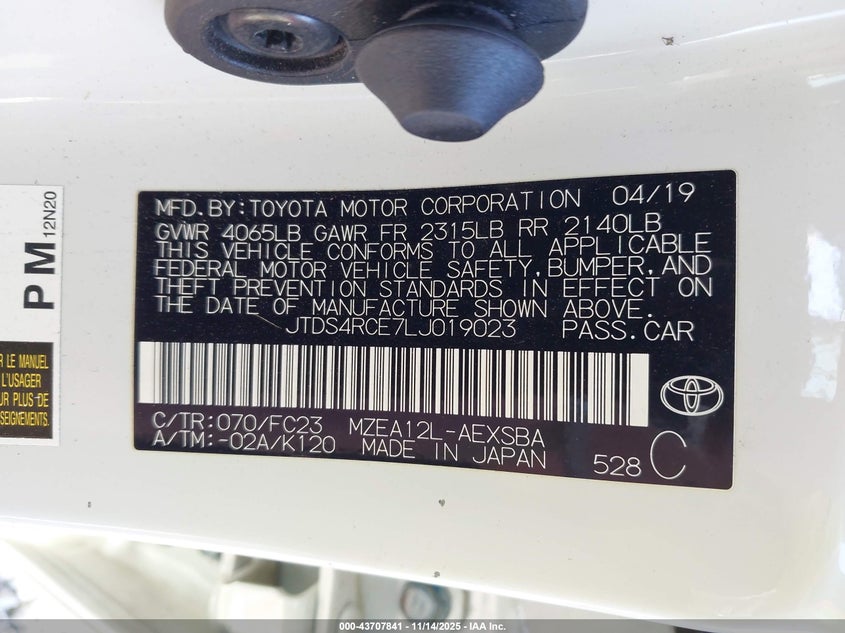 MFD. BY: TOYOTA MOTOR CORPORATION 04/19
GVWR 4065LB GAWR FR 2315LB RR 2140LB
THIS VEHICLE CONFORMS TO ALL APPLICABLE
FEDERAL MOTOR VEHICLE SAFETY, BUMPER, AND
THEFT PREVENTION STANDARDS IN EFFECT ON
THE DATE OF MANUFACTURE SHOWN ABOVE.
JTDS4RCE7LJ019023 PASS. CAR
C/TR: 070/FC23 MZEA12L-AEXSBA
A/TM: -02A/K120 MADE IN JAPAN
528 C
PM 12N20
R LE MANUEL
L'USAGER
UR PLUS DE
SEIGNEMENTS.
000-43707841 - 11/14/2025 - IAA Inc.